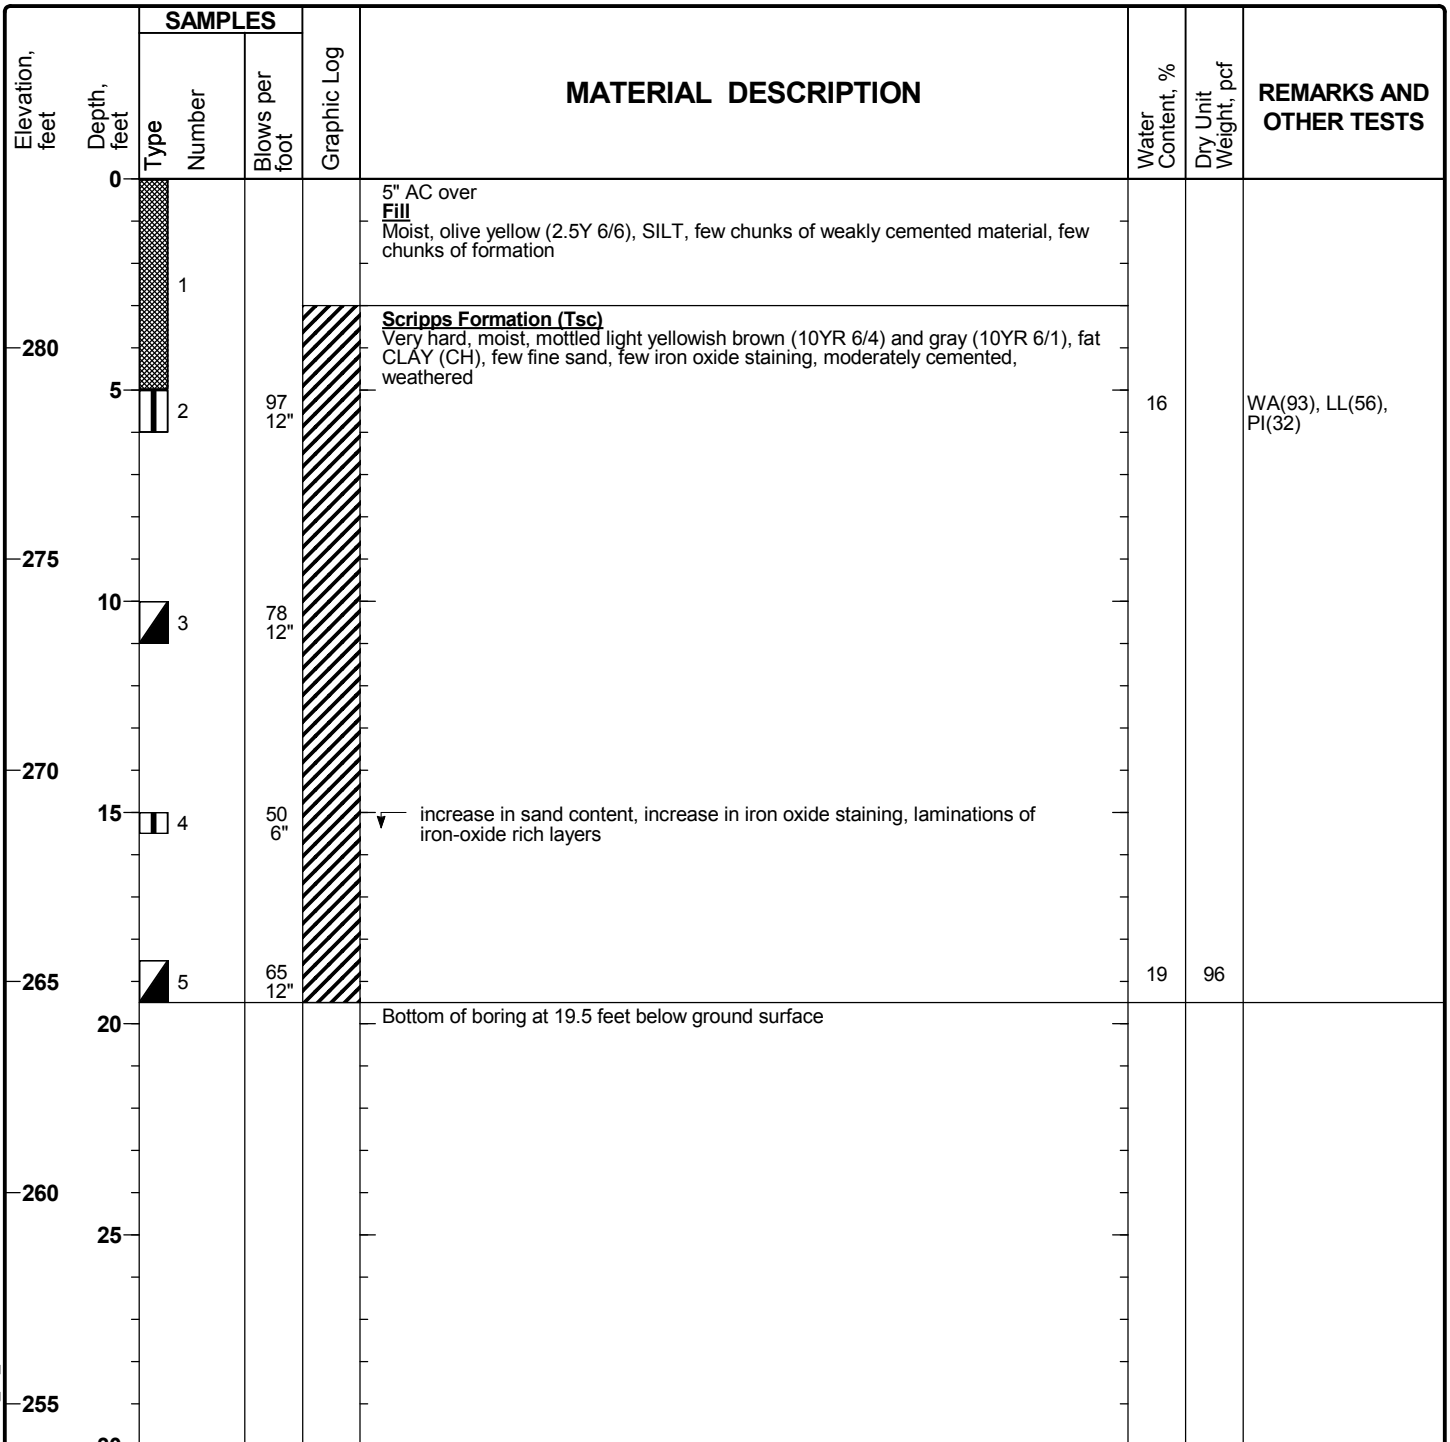 SAMPLES
Elevation,
feet
Depth,
feet
Type
Number
Blows per
foot
Graphic Log
MATERIAL DESCRIPTION
Water
Content, %
Dry Unit
Weight, pcf
REMARKS AND
OTHER TESTS
0
5" AC over
Fill
Moist, olive yellow (2.5Y 6/6), SILT, few chunks of weakly cemented material, few
chunks of formation
1
Scripps Formation (Tsc)
Very hard, moist, mottled light yellowish brown (10YR 6/4) and gray (10YR 6/1), fat
CLAY (CH), few fine sand, few iron oxide staining, moderately cemented,
weathered
280
5
2
97
12"
16
WA(93), LL(56),
PI(32)
275
10
3
78
12"
270
15
4
50
6"
increase in sand content, increase in iron oxide staining, laminations of
iron-oxide rich layers
265
5
65
12"
19
96
20
Bottom of boring at 19.5 feet below ground surface
260
25
255